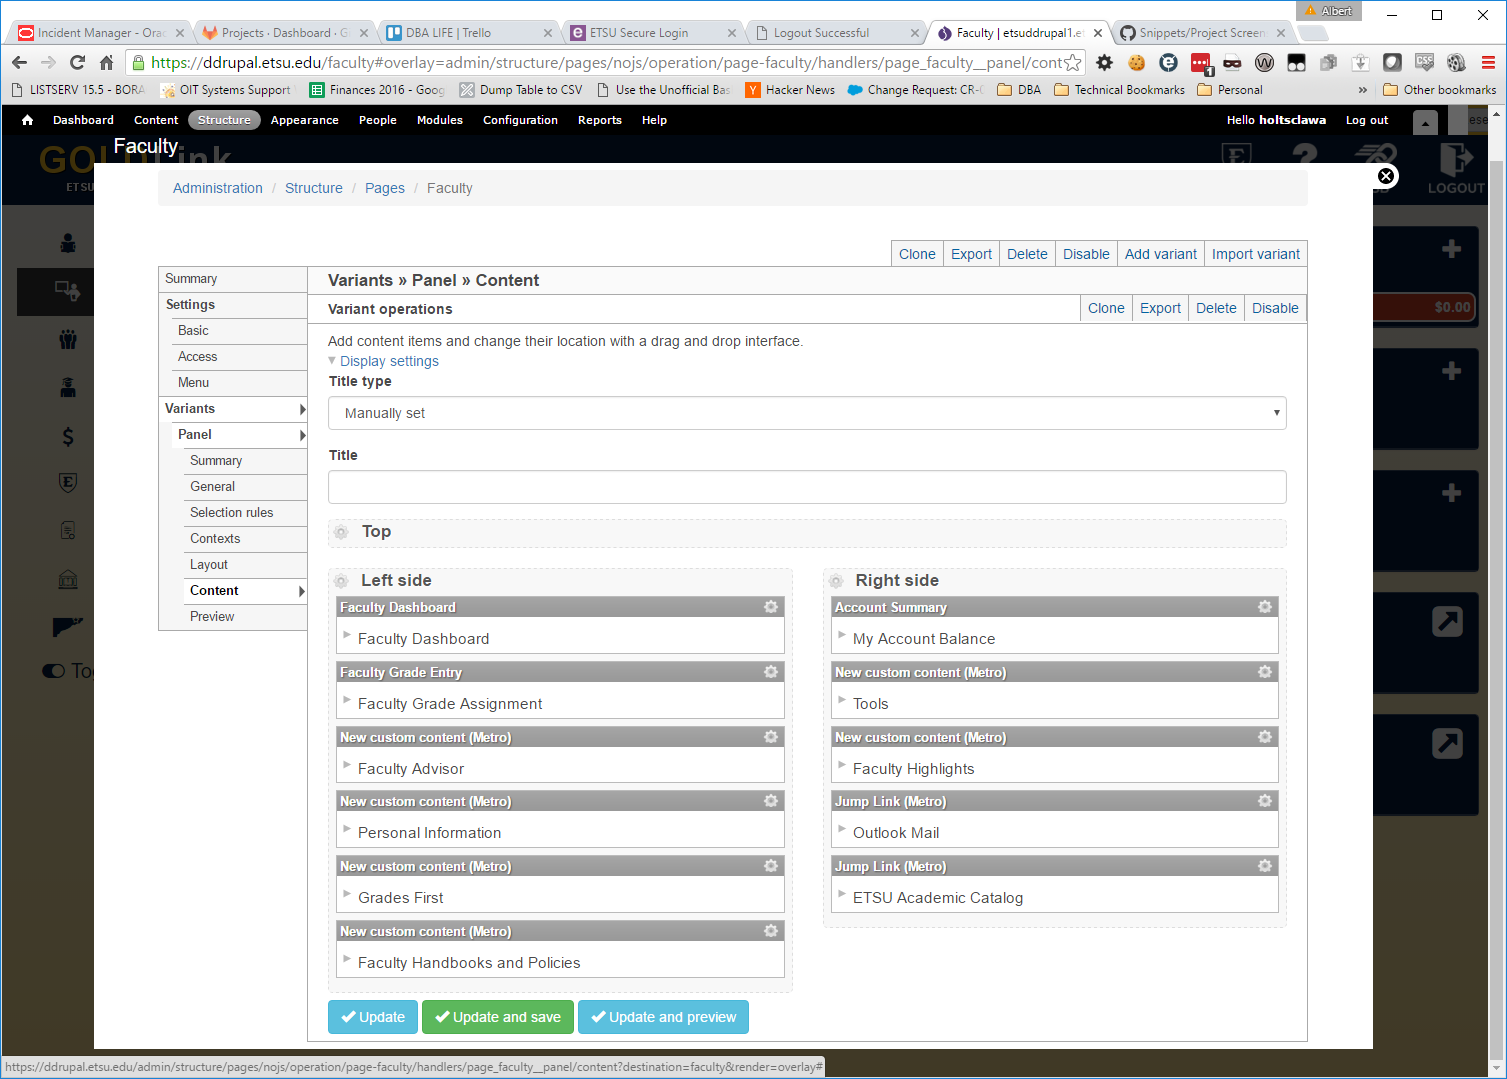 Albert
Incident Manager - Orac
Projects · Dashboard · G
DBA LIFE | Trello
ETSU Secure Login
Logout Successful
Faculty | etsuddrupal1.et
Snippets/Project Screen
https://ddrupal.etsu.edu/faculty#overlay=admin/structure/pages/nojs/operation/page-faculty/handlers/page_faculty__panel/cont
LISTSERV 15.5 - BORA
OIT Systems Support
Finances 2016 - Goog
Dump Table to CSV
Use the Unofficial Bas
Hacker News
Change Request: CR-
DBA
Technical Bookmarks
Personal
»
Other bookmarks
Dashboard
Content
Structure
Appearance
People
Modules
Configuration
Reports
Help
Hello holtsclawa
Log out
Faculty
ETSU
LOGOUT
Administration / Structure / Pages / Faculty
Clone
Export
Delete
Disable
Add variant
Import variant
Summary
Settings
Basic
Access
Menu
Variants
Panel
Summary
General
Selection rules
Contexts
Layout
Content
Preview
Variants » Panel » Content
Variant operations
Clone
Export
Delete
Disable
$0.00
Add content items and change their location with a drag and drop interface.
Display settings
Title type
Manually set
Title
Top
Left side
Faculty Dashboard
Faculty Dashboard
Faculty Grade Entry
Faculty Grade Assignment
New custom content (Metro)
Faculty Advisor
New custom content (Metro)
Personal Information
New custom content (Metro)
Grades First
New custom content (Metro)
Faculty Handbooks and Policies
Right side
Account Summary
My Account Balance
New custom content (Metro)
Tools
New custom content (Metro)
Faculty Highlights
Jump Link (Metro)
Outlook Mail
Jump Link (Metro)
ETSU Academic Catalog
Update
Update and save
Update and preview
https://ddrupal.etsu.edu/admin/structure/pages/nojs/operation/page-faculty/handlers/page_faculty__panel/content?destination=faculty&render=overlay#